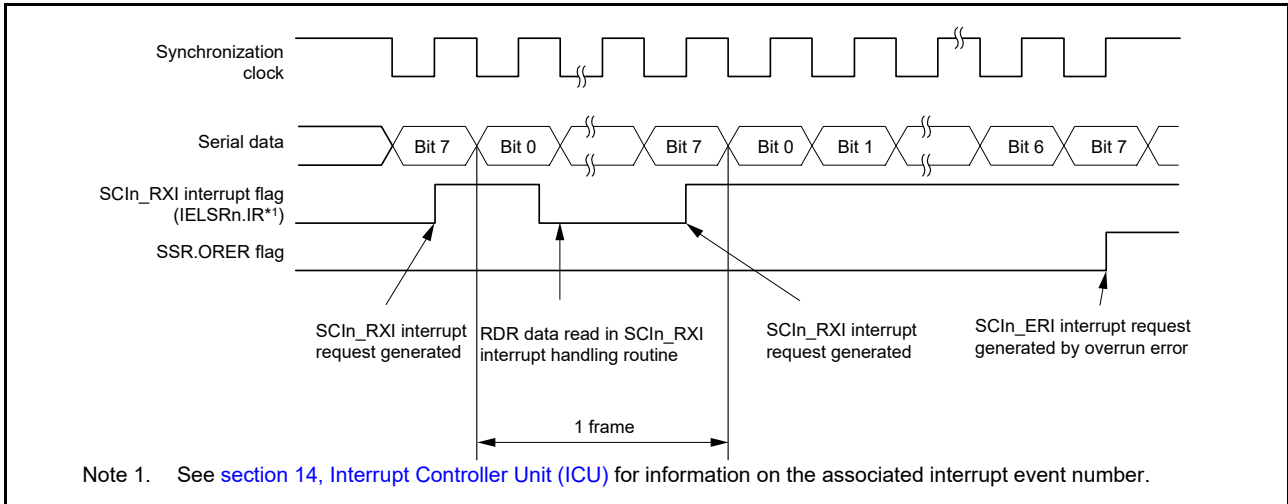 Synchronization
clock
Serial data
Bit 7
Bit 0
Bit 7
Bit 0
Bit 1
Bit 6
Bit 7
SCIn_RXI interrupt flag
(IELSRn.IR*1)
SSR.ORER flag
SCIn_RXI interrupt
request generated
RDR data read in SCIn_RXI
interrupt handling routine
SCIn_RXI interrupt
request generated
SCIn_ERI interrupt request
generated by overrun error
1 frame
Note 1. See section 14, Interrupt Controller Unit (ICU) for information on the associated interrupt event number.